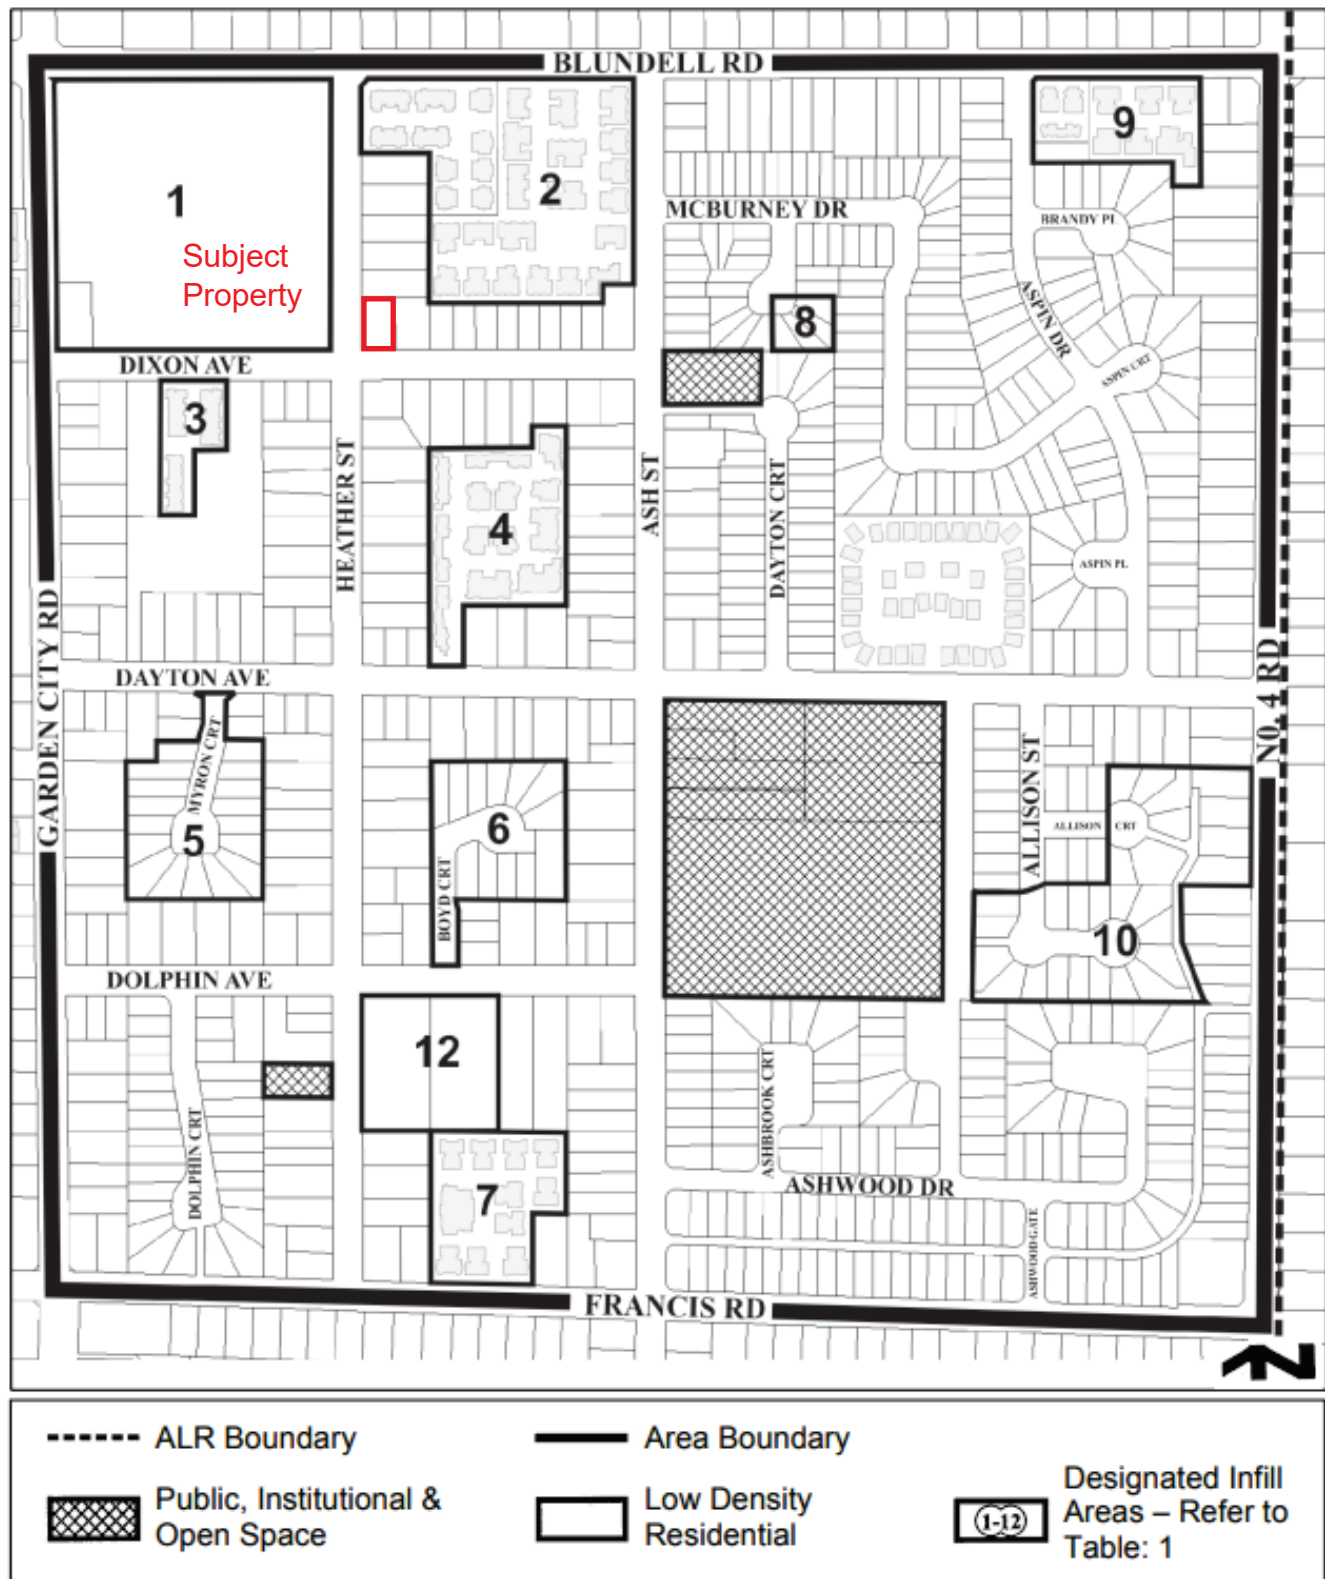 BLUNDELL RD
1
2
9
Subject
Property
MCBURNEY DR
BRANDY PL
ASPIN DR
8
DIXON AVE
ASPIN CRT
3
HEATHER ST
4
ASH ST
DAYTON CRT
ASPIN PL
GARDEN CITY RD
DAYTON AVE
N0. 4 RD
MYRON CRT
5
6
BOYD CRT
ALLISON ST
ALLISON CRT
10
DOLPHIN AVE
12
DOLPHIN CRT
ASHBROOK CRT
7
ASHWOOD DR
ASHWOOD GATE
FRANCIS RD
N
ALR Boundary
Area Boundary
Public, Institutional &
Open Space
Low Density
Residential
1-12
Designated Infill
Areas – Refer to
Table: 1